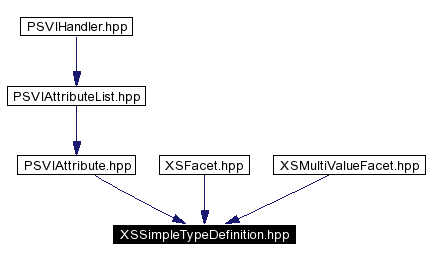 PSVIHandler.hpp
PSVIAttributeList.hpp
PSVIAttribute.hpp
XSFacet.hpp
XSMultiValueFacet.hpp
XSSimpleTypeDefinition.hpp